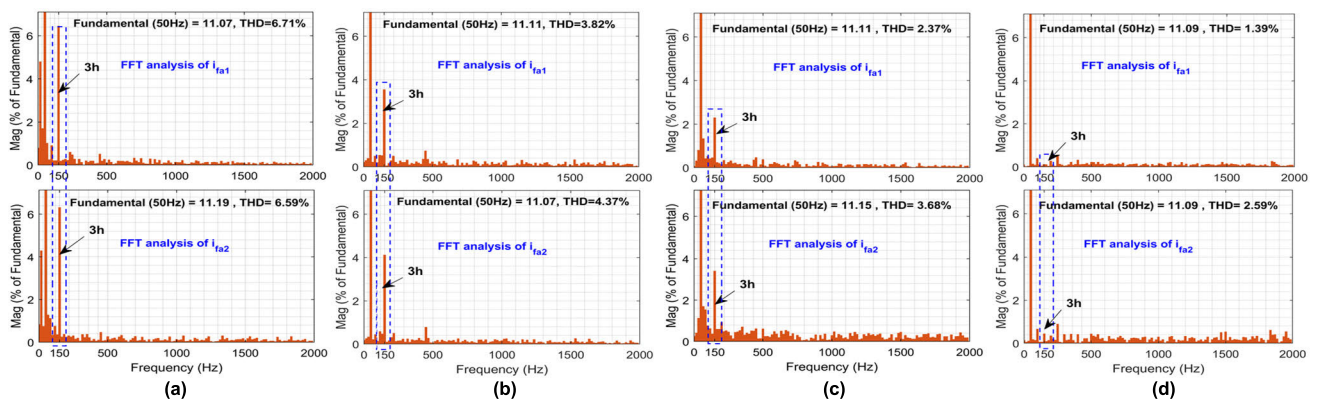 Fundamental (50Hz) = 11.07, THD=6.71%
FFT analysis of ifa1
3h
Mag (% of Fundamental)
6
4
2
0
0 150 500 1000 1500 2000
Fundamental (50Hz) = 11.19 , THD= 6.59%
FFT analysis of ifa2
3h
Mag (% of Fundamental)
6
4
2
0
0 150 500 1000 1500 2000
Frequency (Hz)
(a)
Fundamental (50Hz) = 11.11, THD=3.82%
FFT analysis of ifa1
3h
Mag (% of Fundamental)
6
4
2
0
0 150 500 1000 1500 2000
Fundamental (50Hz) = 11.07, THD=4.37%
FFT analysis of ifa2
3h
Mag (% of Fundamental)
6
4
2
0
0 150 500 1000 1500 2000
Frequency (Hz)
(b)
Fundamental (50Hz) = 11.11 , THD= 2.37%
FFT analysis of ifa1
3h
Mag (% of Fundamental)
6
4
2
0
0 150 500 1000 1500 2000
Fundamental (50Hz) = 11.15 , THD= 3.68%
FFT analysis of ifa2
3h
Mag (% of Fundamental)
6
4
2
0
0 150 500 1000 1500 2000
Frequency (Hz)
(c)
Fundamental (50Hz) = 11.09 , THD= 1.39%
FFT analysis of ifa1
3h
Mag (% of Fundamental)
6
4
2
0
0 150 500 1000 1500 2000
Fundamental (50Hz) = 11.09 , THD= 2.59%
FFT analysis of ifa2
3h
Mag (% of Fundamental)
6
4
2
0
0 150 500 1000 1500 2000
Frequency (Hz)
(d)